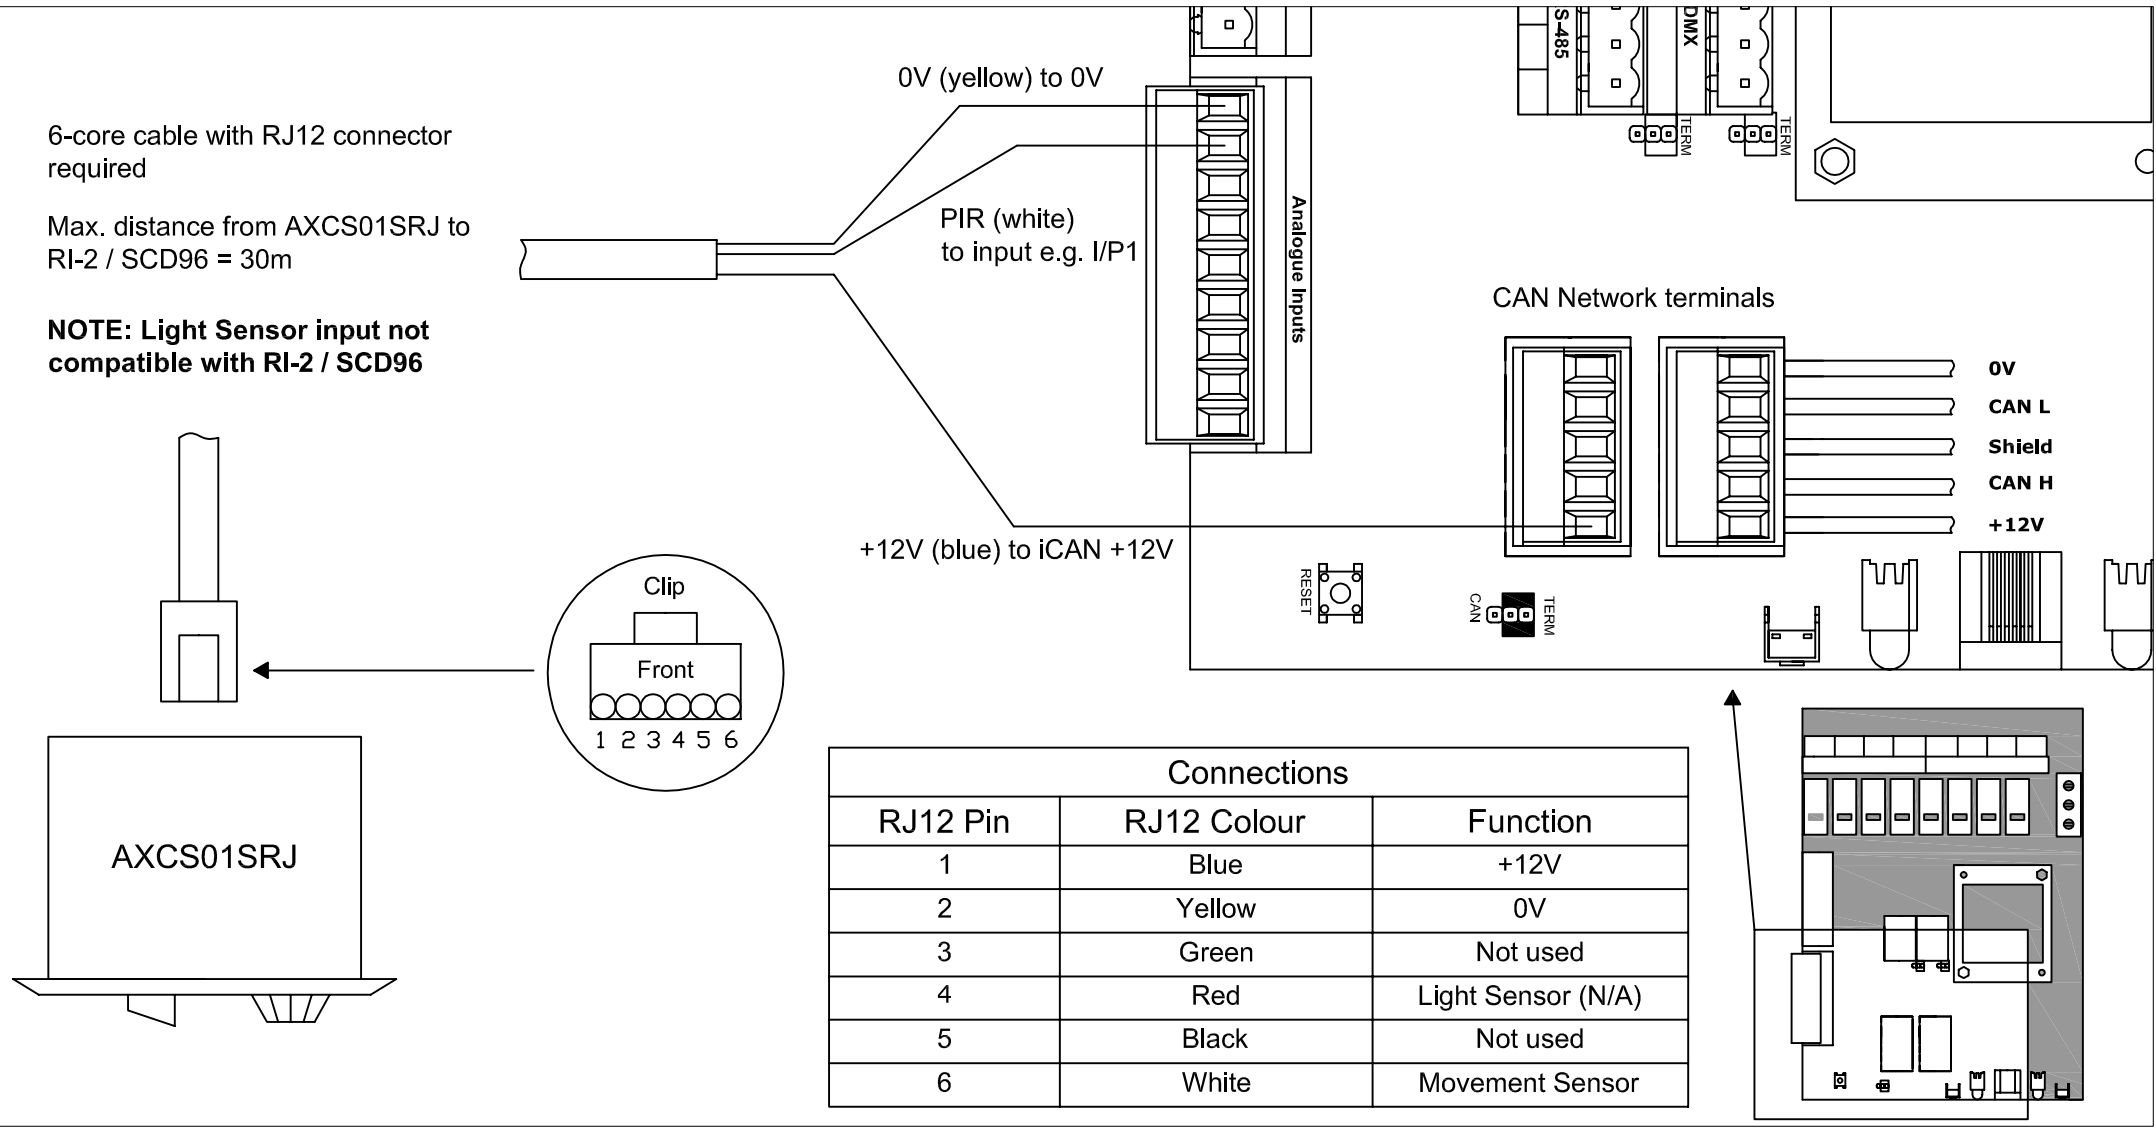 6-core cable with RJ12 connector
required
Max. distance from AXCS01SRJ to
RI-2 / SCD96 = 30m
NOTE: Light Sensor input not
compatible with RI-2 / SCD96
AXCS01SRJ
Clip
Front
1 2 3 4 5 6
0V (yellow) to 0V
PIR (white)
to input e.g. I/P1
+12V (blue) to iCAN +12V
Analogue Inputs
S-485
DMX
TERM
TERM
CAN Network terminals
0V
CAN L
Shield
CAN H
+12V
RESET
CAN
TERM
Connections
RJ12 Pin RJ12 Colour Function
1 Blue +12V
2 Yellow 0V
3 Green Not used
4 Red Light Sensor (N/A)
5 Black Not used
6 White Movement Sensor